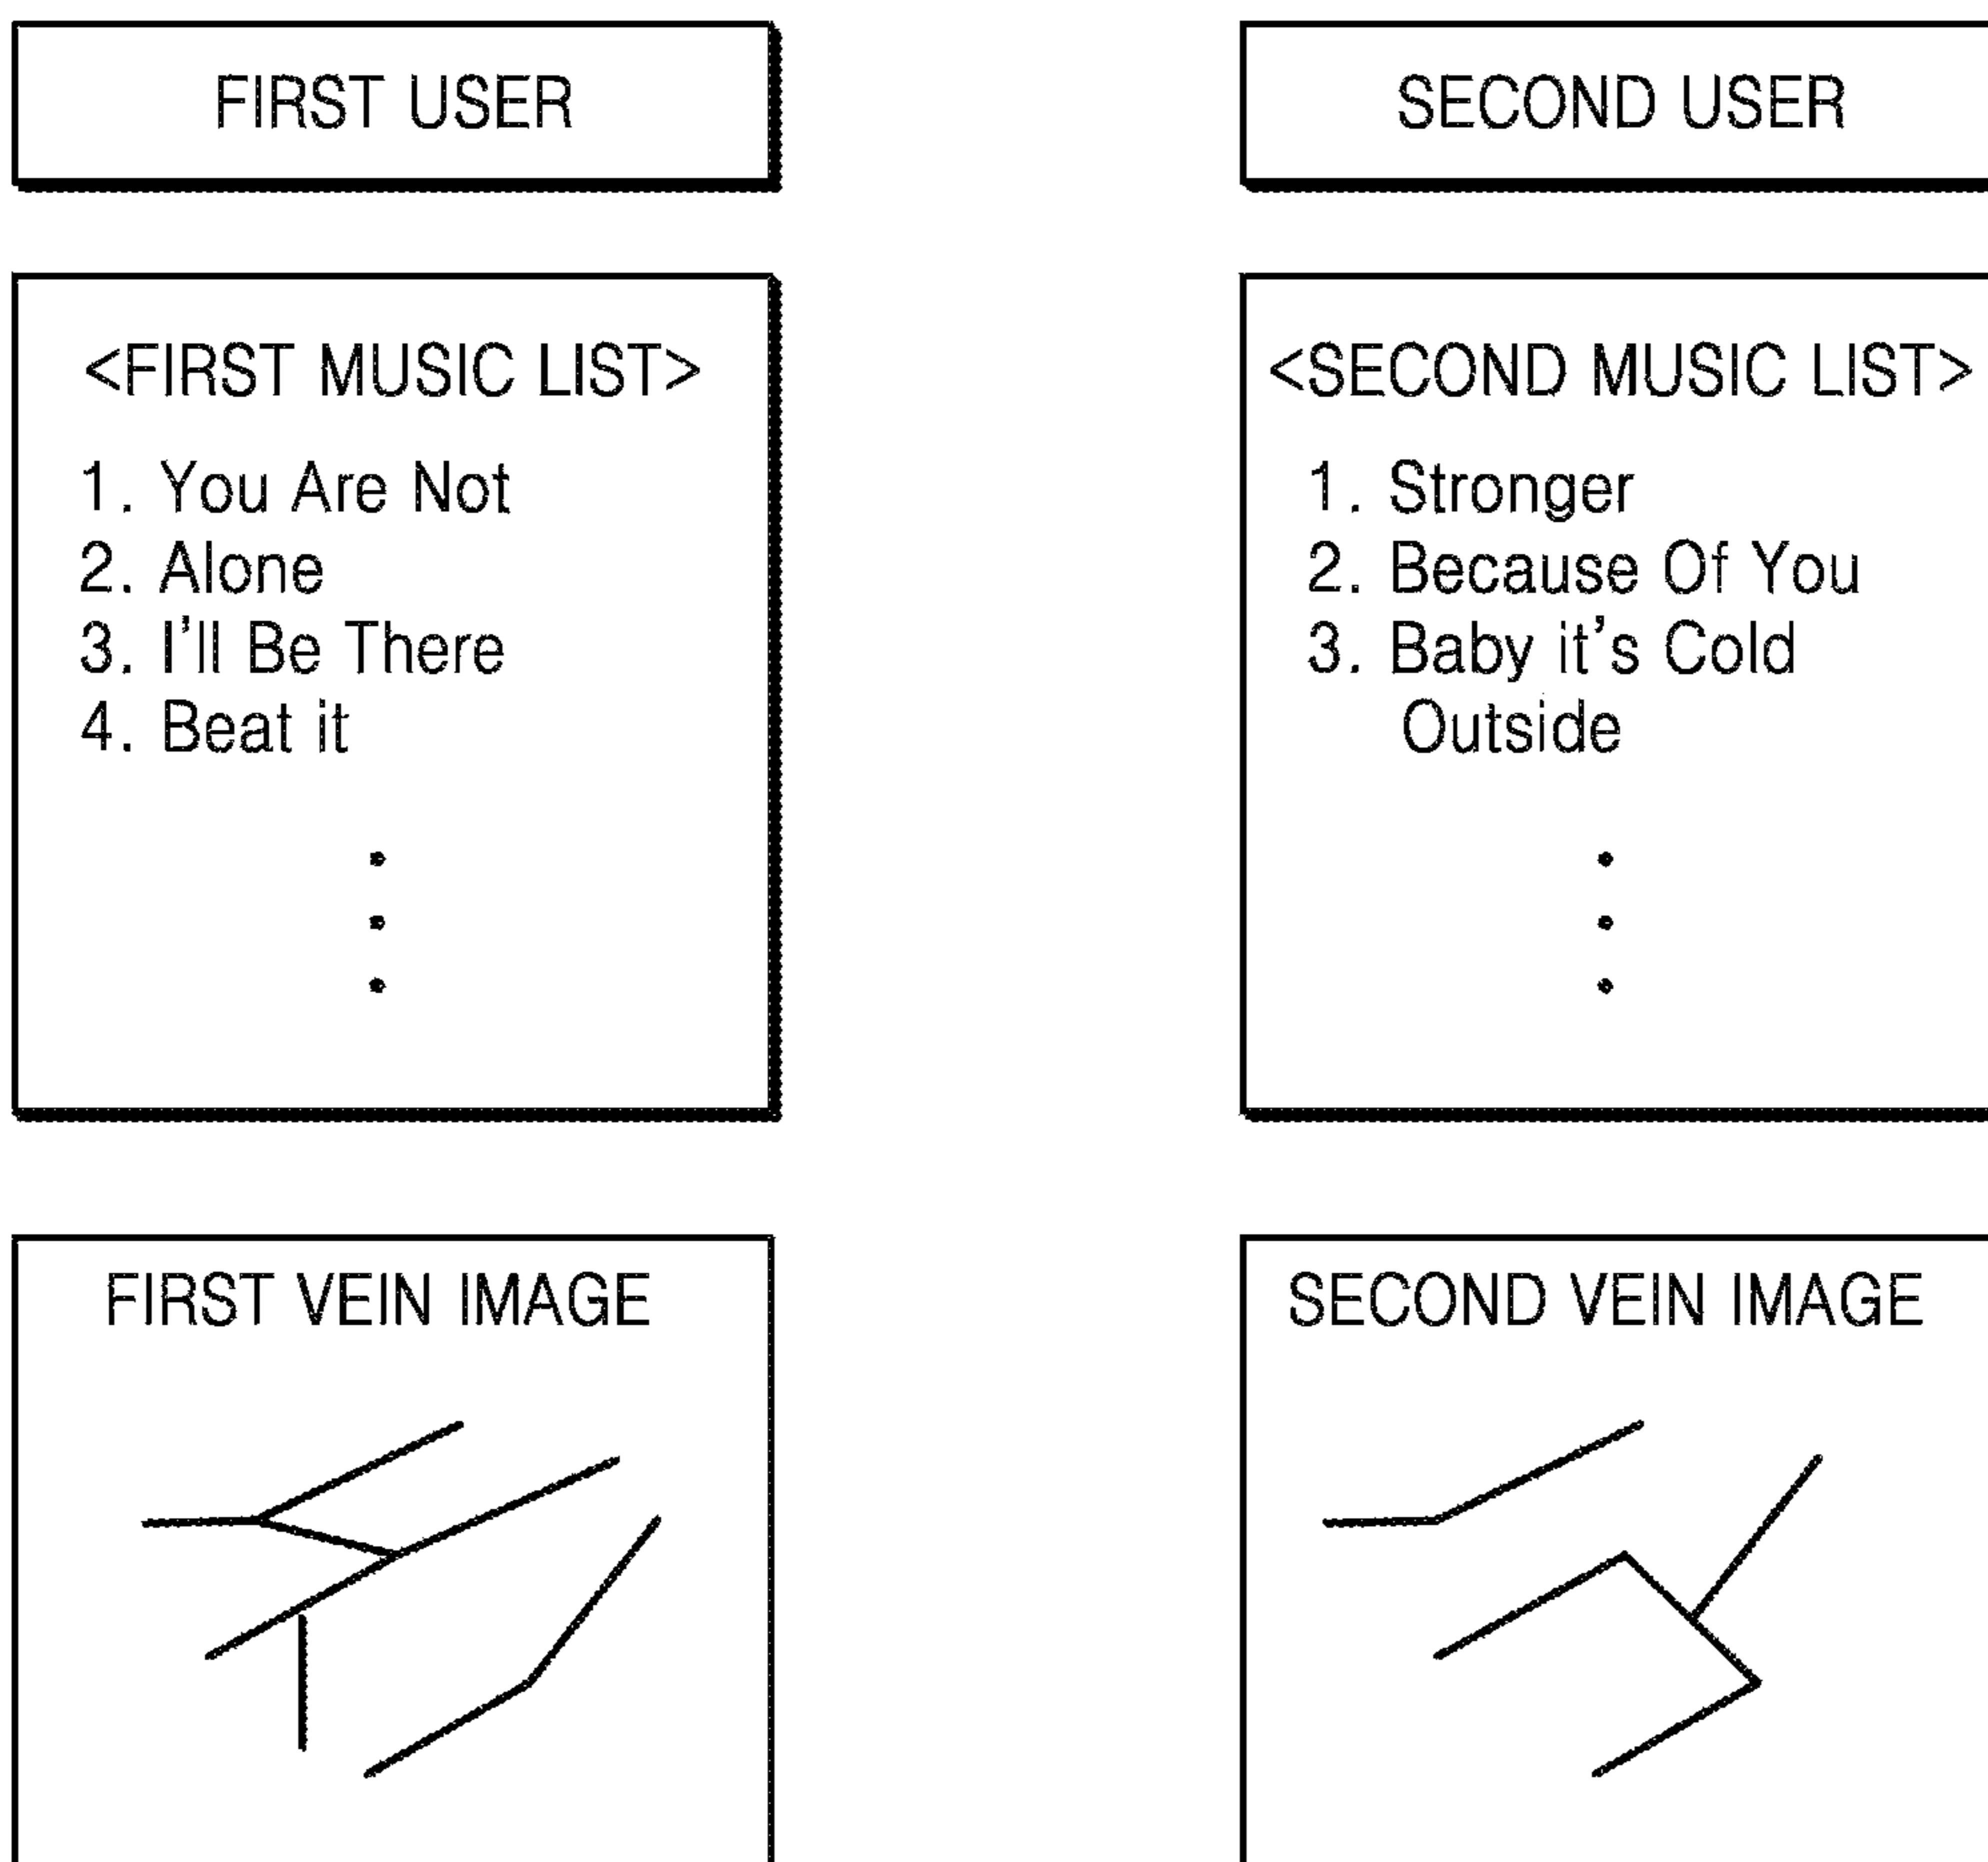 FIRST USER
<FIRST MUSIC LIST>
1. You Are Not
2. Alone
3. I'll Be There
4. Beat it
FIRST VEIN IMAGE
SECOND USER
<SECOND MUSIC LIST>
1. Stronger
2. Because Of You
3. Baby it's Cold
Outside
SECOND VEIN IMAGE